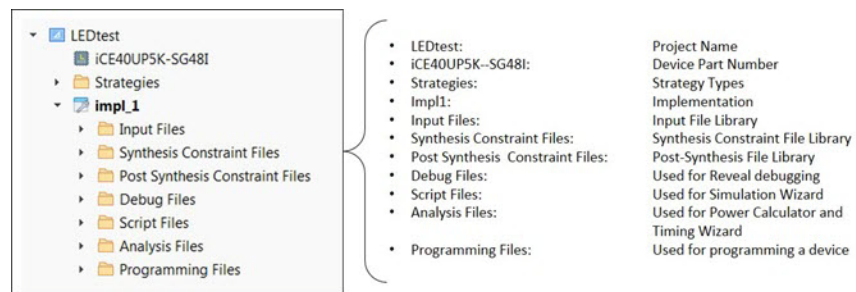 LEDtest
iCE40UP5K-SG48I
Strategies
impl_1
Input Files
Synthesis Constraint Files
Post Synthesis Constraint Files
Debug Files
Script Files
Analysis Files
Programming Files
• LEDtest: Project Name
• iCE40UP5K--SG48I: Device Part Number
• Strategies: Strategy Types
• Impl1: Implementation
• Input Files: Input File Library
• Synthesis Constraint Files: Synthesis Constraint File Library
• Post Synthesis Constraint Files: Post-Synthesis File Library
• Debug Files: Used for Reveal debugging
• Script Files: Used for Simulation Wizard
• Analysis Files: Used for Power Calculator and
Timing Wizard
• Programming Files: Used for programming a device